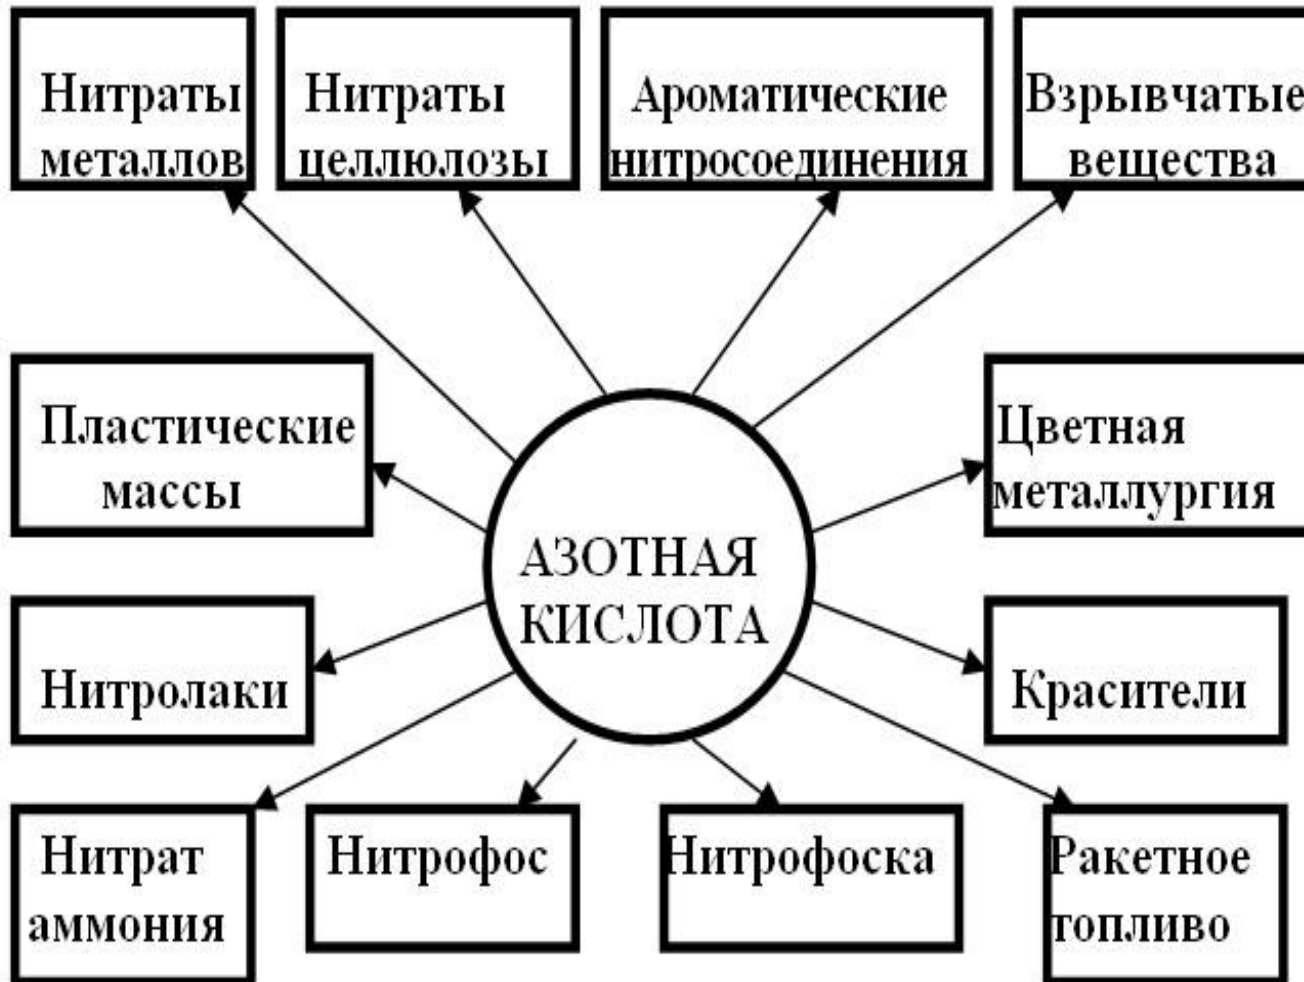 Нитраты
металлов
Нитраты
целлюлозы
Ароматические
нитросоединения
Взрывчатые
вещества
Пластические
массы
Цветная
металлургия
АЗОТНАЯ
КИСЛОТА
Нитролаки
Красители
Нитрат
аммония
Нитрофос
Нитрофоска
Ракетное
топливо